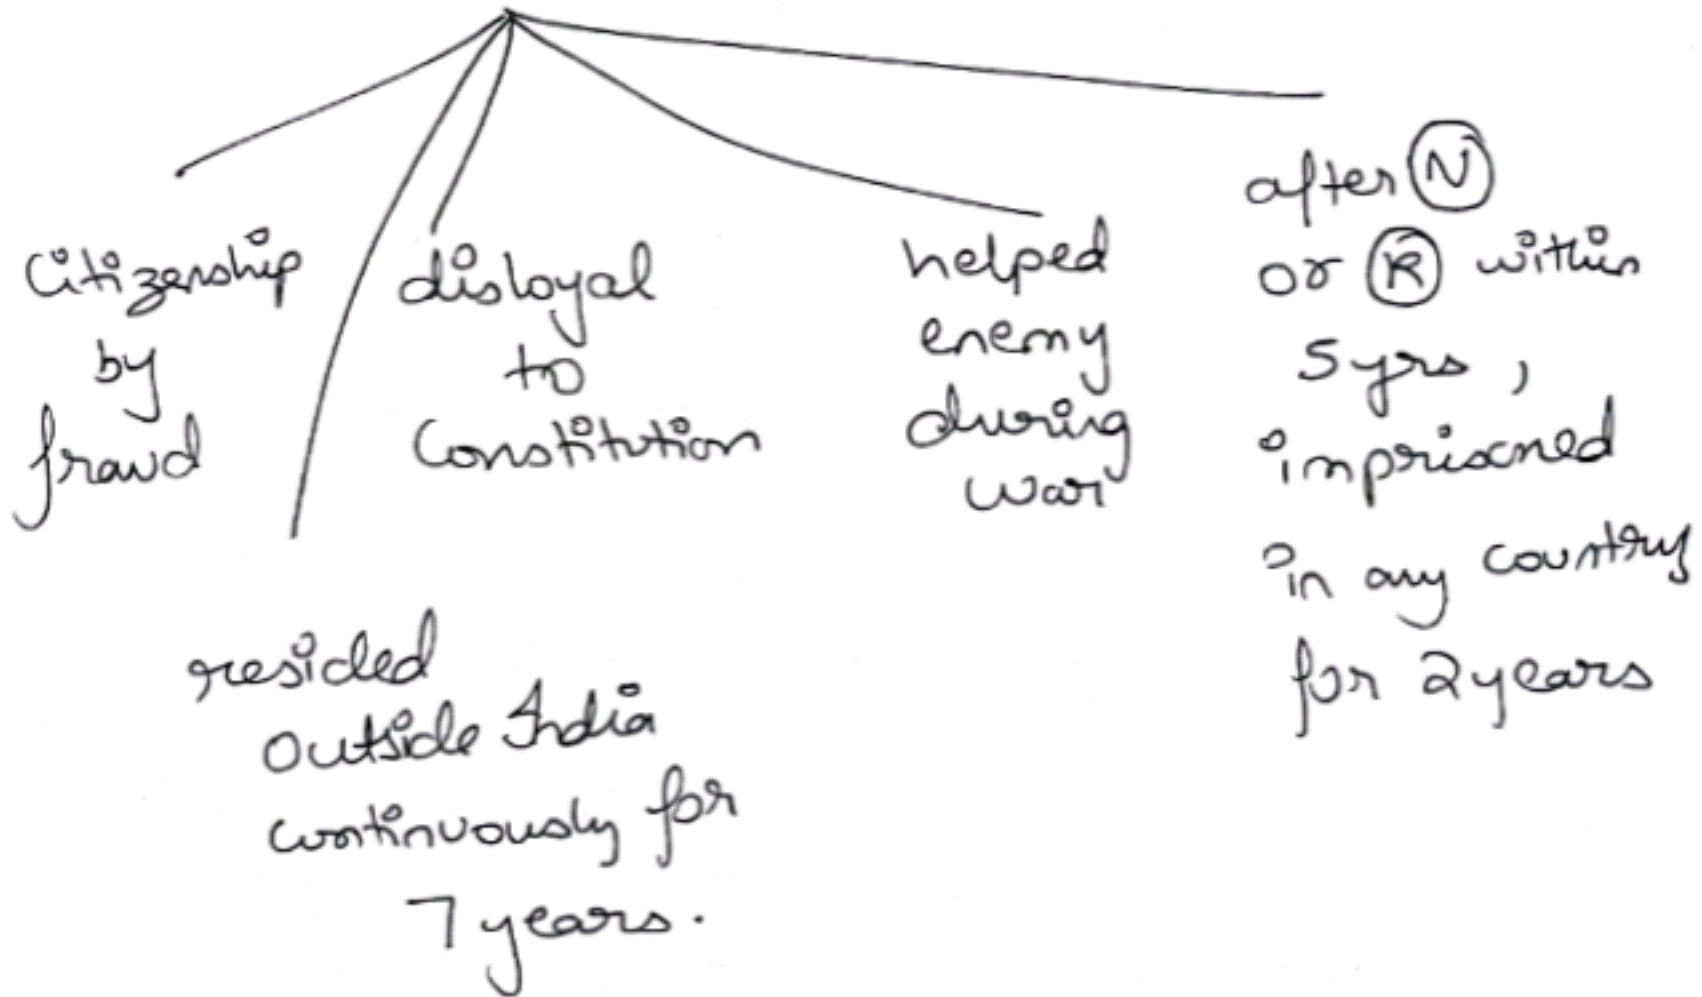 Citizenship
by
fraud
resided
outside India
continuously for
7 years.
disloyal
to
Constitution
helped
enemy
during
war
after N
or R within
5 yrs,
imprisoned
in any country
for 2 years